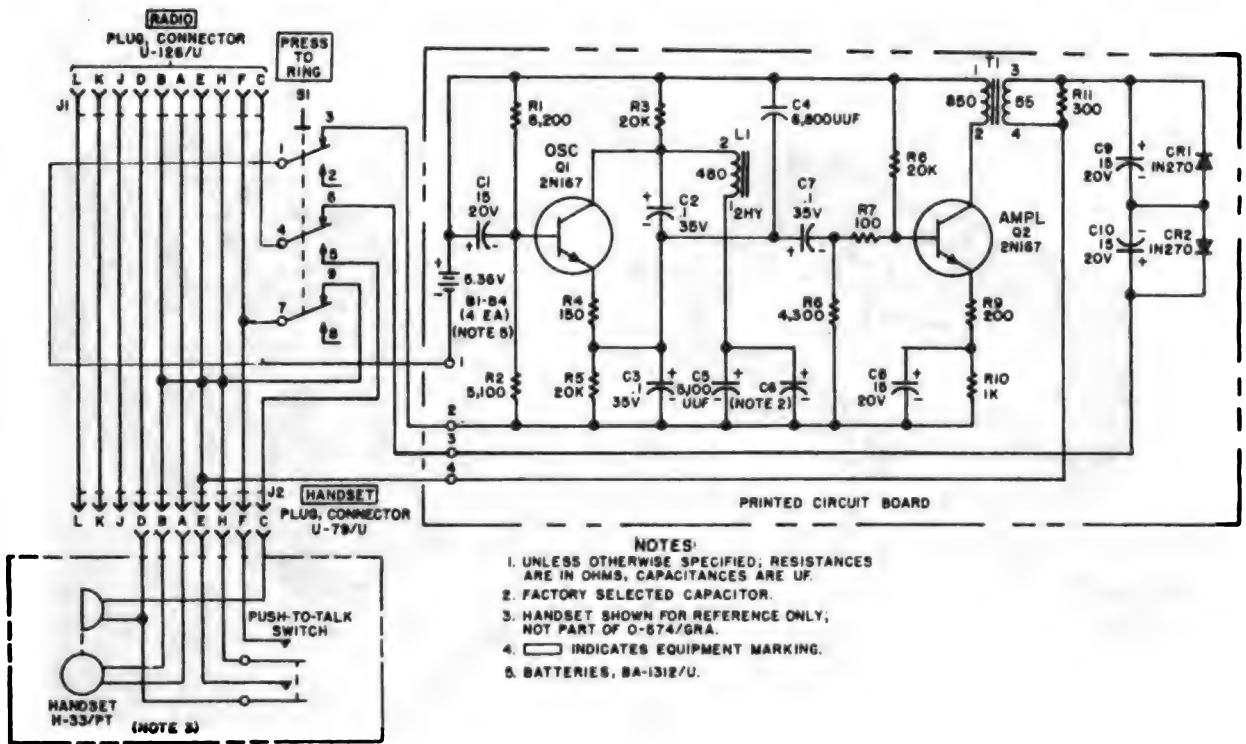 RADIO
PLUG, CONNECTOR
U-126/U
L K J D B A E H F C
J1
PRESS
TO
RING
S1
3
1
2
6
4
5
9
7
8
R1
6,200
C1
15
20V
+ -
OSC
Q1
2N167
R3
20K
L1
2
480
1
2HY
C2
.1
35V
C4
6,800UUF
C7
.1
35V
+ -
R7
100
R6
20K
AMPL
Q2
2N167
T1
1 3
850 55
2 4
R11
300
C9
15
20V
CR1
1N270
C10
15
20V
CR2
1N270
+
5.36V
-
B1-B4
(4 EA)
(NOTE 5)
1
R4
150
R2
5,100
R5
20K
C3
.1
35V
C5
5,100
UUF
C6
(NOTE 2)
R6
4,300
R9
200
C8
15
20V
R10
1K
2
3
4
PRINTED CIRCUIT BOARD
J2
HANDSET
PLUG, CONNECTOR
U-79/U
L K J D B A E H F C
PUSH-TO-TALK
SWITCH
HANDSET
H-33/PT
(NOTE 3)
NOTES:
1. UNLESS OTHERWISE SPECIFIED; RESISTANCES
ARE IN OHMS, CAPACITANCES ARE UF.
2. FACTORY SELECTED CAPACITOR.
3. HANDSET SHOWN FOR REFERENCE ONLY;
NOT PART OF O-574/GRA.
4. INDICATES EQUIPMENT MARKING.
5. BATTERIES, BA-1312/U.